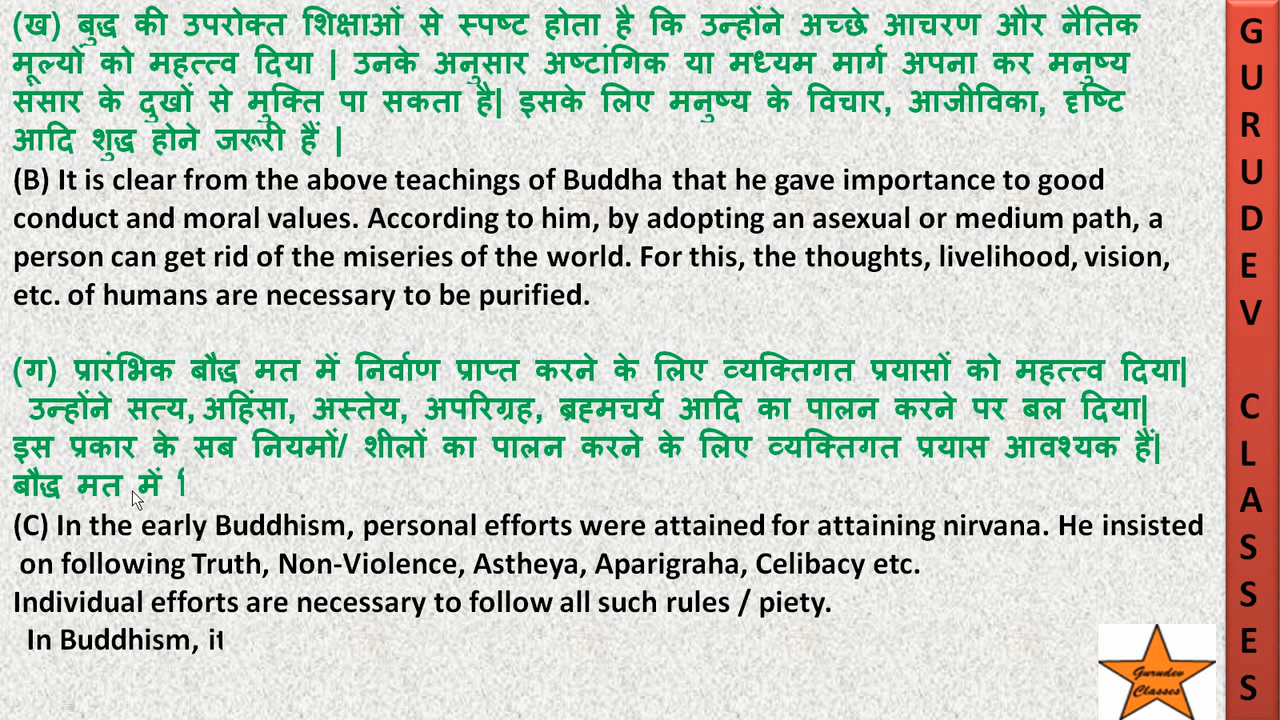 (ख) बुद्ध की उपरोक्त शिक्षाओं से स्पष्ट होता है कि उन्होंने अच्छे आचरण और नैतिक
मूल्यों को महत्त्व दिया | उनके अनुसार अष्टांगिक या मध्यम मार्ग अपना कर मनुष्य
संसार के दुखों से मुक्ति पा सकता है| इसके लिए मनुष्य के विचार, आजीविका, दृष्टि
आदि शुद्ध होने जरूरी हैं |
(B) It is clear from the above teachings of Buddha that he gave importance to good
conduct and moral values. According to him, by adopting an asexual or medium path, a
person can get rid of the miseries of the world. For this, the thoughts, livelihood, vision,
etc. of humans are necessary to be purified.
(ग) प्रारंभिक बौद्ध मत में निर्वाण प्राप्त करने के लिए व्यक्तिगत प्रयासों को महत्त्व दिया|
उन्होंने सत्य, अहिंसा, अस्तेय, अपरिग्रह, ब्रह्मचर्य आदि का पालन करने पर बल दिया|
इस प्रकार के सब नियमों/ शीलों का पालन करने के लिए व्यक्तिगत प्रयास आवश्यक हैं|
बौद्ध मत में
(C) In the early Buddhism, personal efforts were attained for attaining nirvana. He insisted
on following Truth, Non-Violence, Astheya, Aparigraha, Celibacy etc.
Individual efforts are necessary to follow all such rules / piety.
In Buddhism, it
GURUDEV CLASSES
Gurudev
Classes